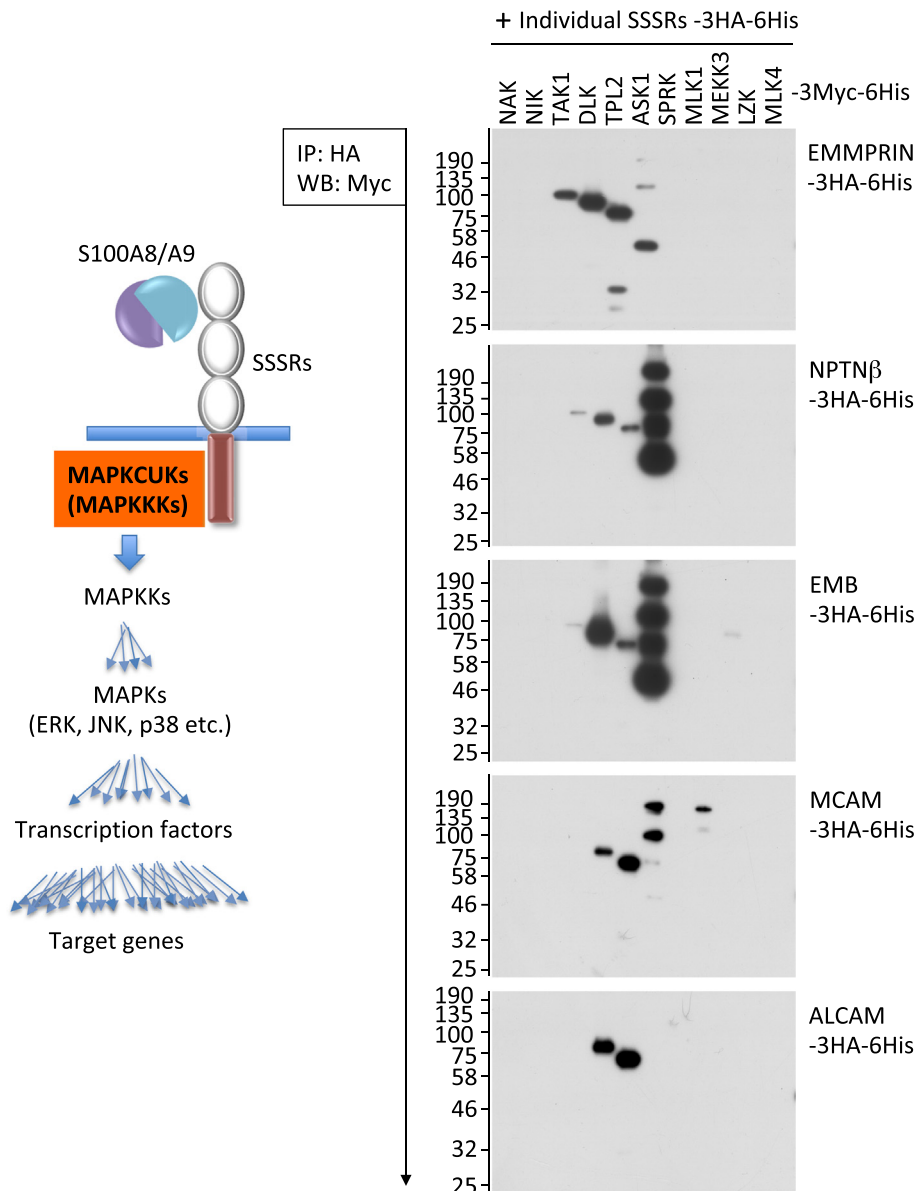 + Individual SSSRs -3HA-6His
NAK
NIK
TAK1
DLK
TPL2
ASK1
SPRK
MLK1
MEKK3
LZK
MLK4
-3Myc-6His
IP: HA
WB: Myc
S100A8/A9
SSSRs
MAPKCUKs
(MAPKKKs)
MAPKKs
MAPKs
(ERK, JNK, p38 etc.)
Transcription factors
Target genes
190
135
100
75
58
46
32
25
EMMPRIN
-3HA-6His
190
135
100
75
58
46
32
25
NPTNβ
-3HA-6His
190
135
100
75
58
46
32
25
EMB
-3HA-6His
190
135
100
75
58
46
32
25
MCAM
-3HA-6His
190
135
100
75
58
46
32
25
ALCAM
-3HA-6His